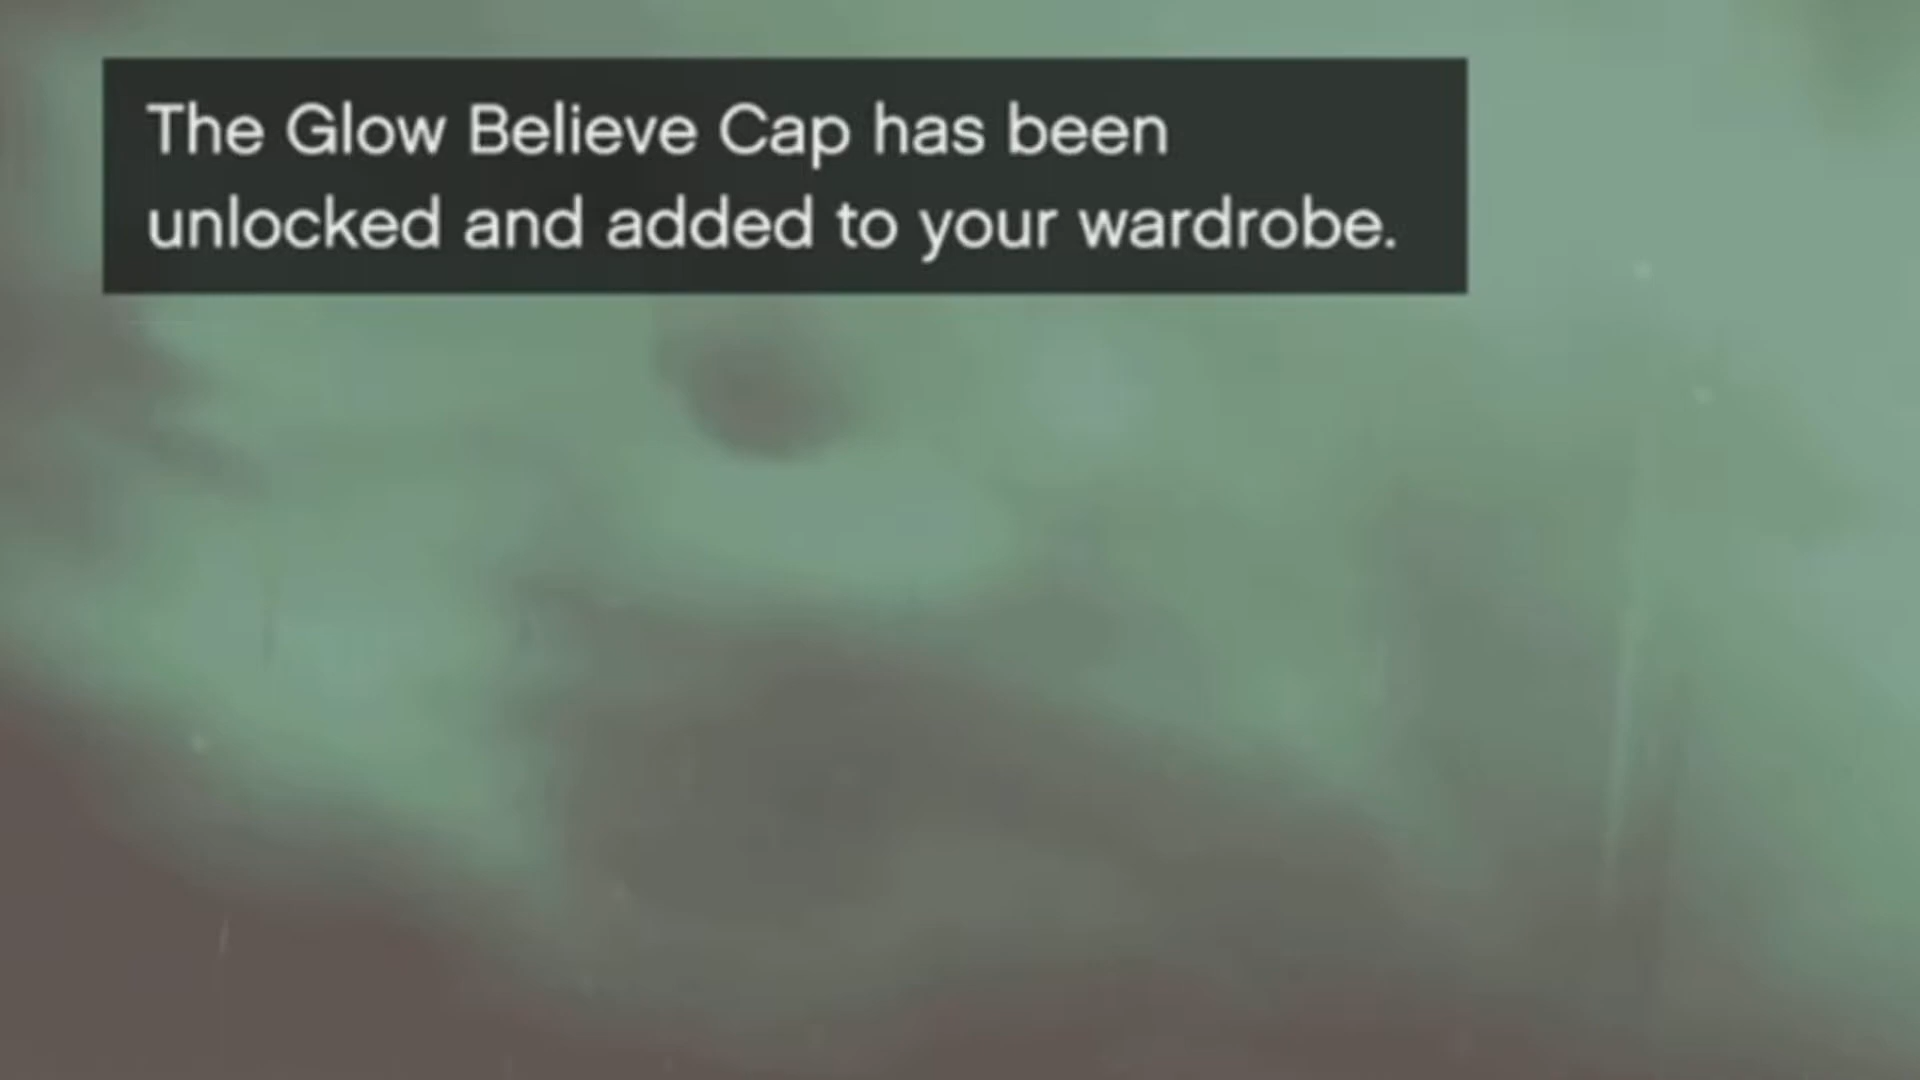 The Glow Believe Cap has been
unlocked and added to your wardrobe.